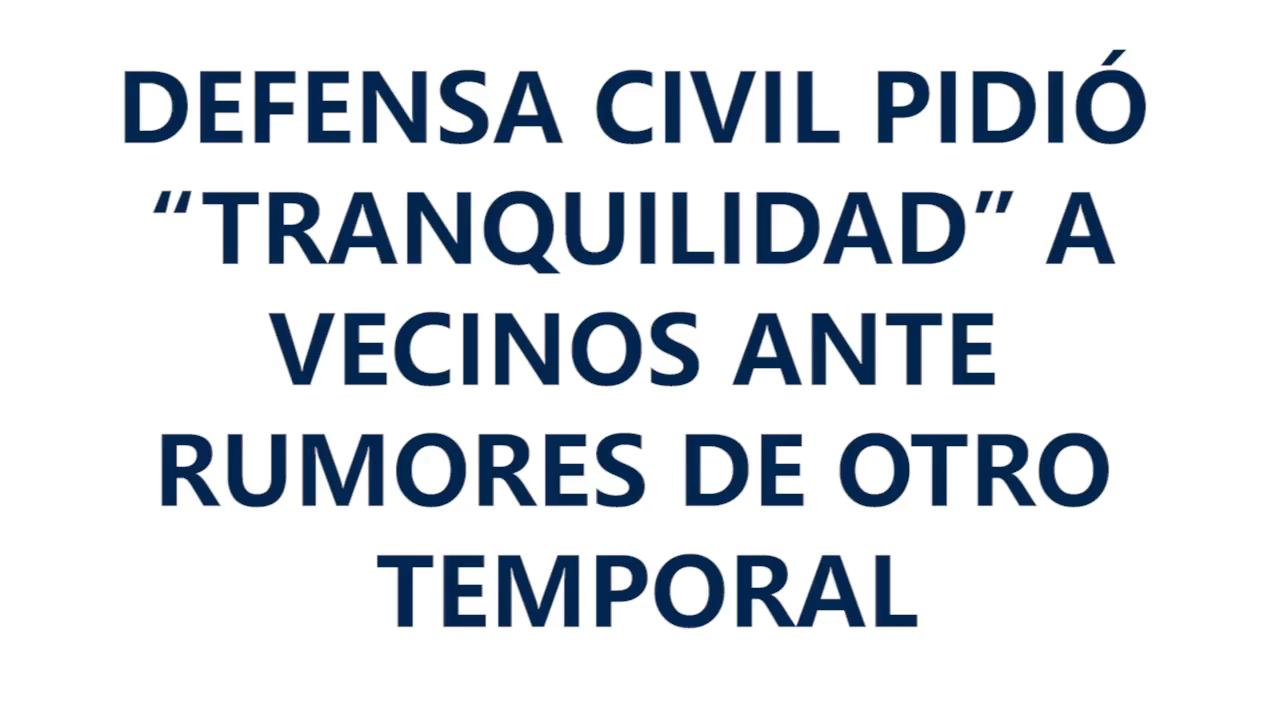 DEFENSA CIVIL PIDIÓ
“TRANQUILIDAD” A
VECINOS ANTE
RUMORES DE OTRO
TEMPORAL